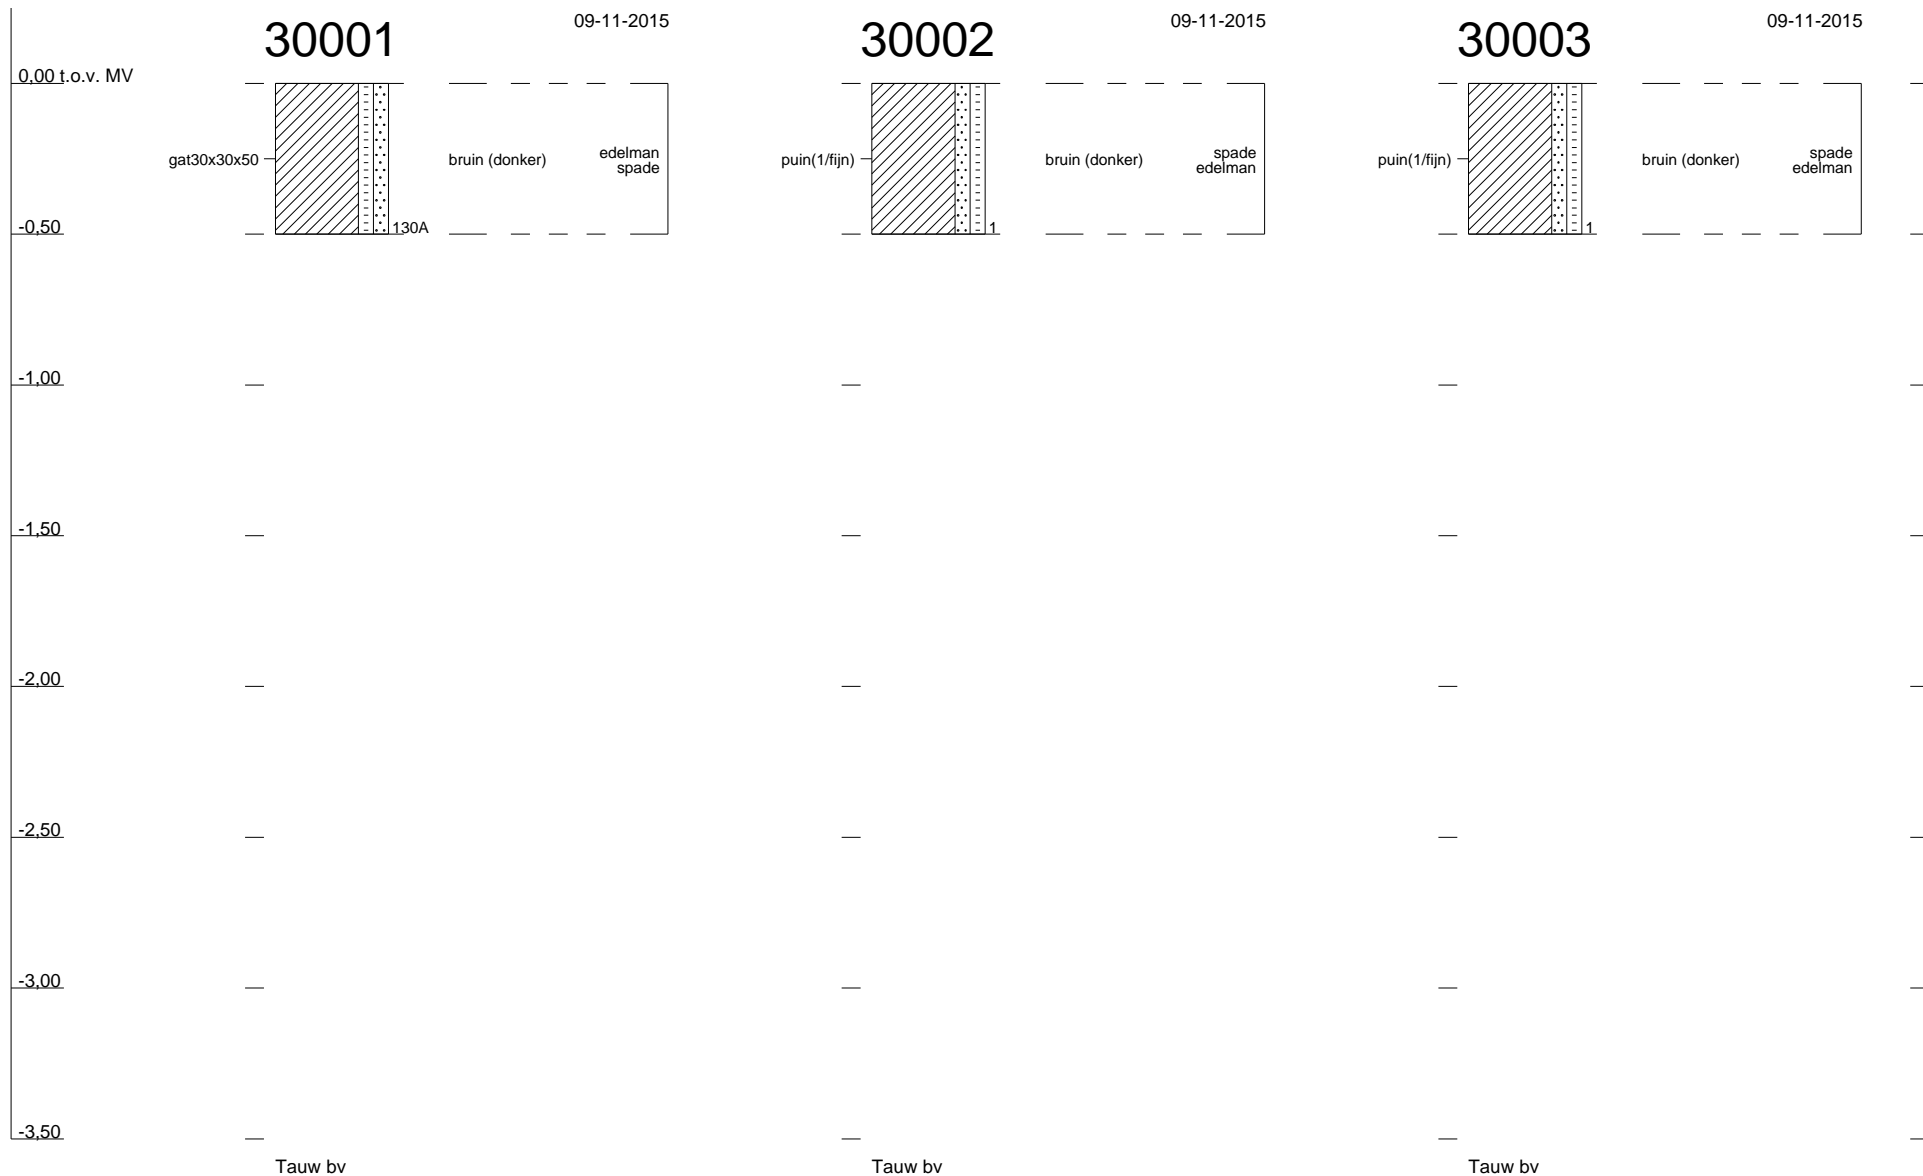 30001
09-11-2015
30002
09-11-2015
30003
09-11-2015
0,00 t.o.v. MV
gat30x30x50
bruin (donker)
edelman
spade
130A
puin(1/fijn)
bruin (donker)
spade
edelman
1
puin(1/fijn)
bruin (donker)
spade
edelman
1
-0,50
-1,00
-1,50
-2,00
-2,50
-3,00
-3,50
Tauw bv
Tauw bv
Tauw bv